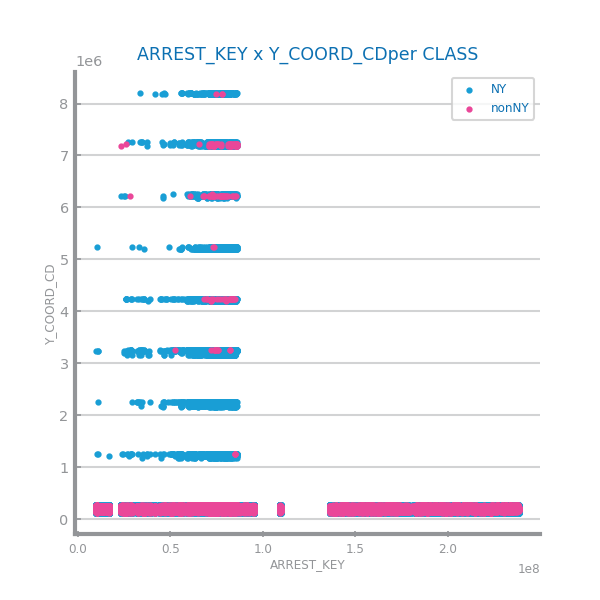 ARREST_KEY x Y_COORD_CDper CLASS
1e6
NY
nonNY
8
7
6
5
4
3
2
1
0
Y_COORD_CD
0.0 0.5 1.0 1.5 2.0
ARREST_KEY
1e8